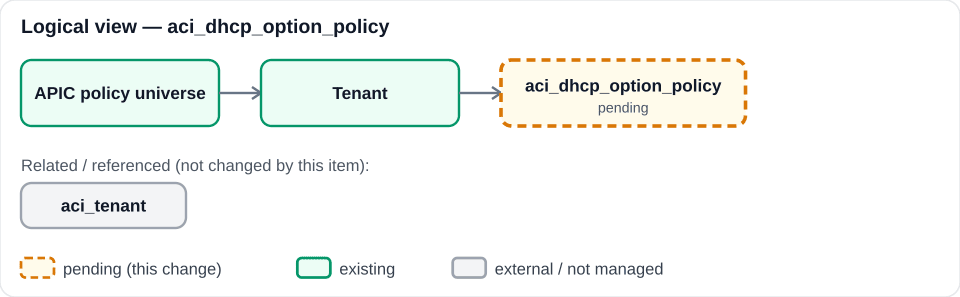 Logical view — aci_dhcp_option_policy
APIC policy universe
Tenant
aci_dhcp_option_policy
pending
Related / referenced (not changed by this item):
aci_tenant
pending (this change)
existing
external / not managed